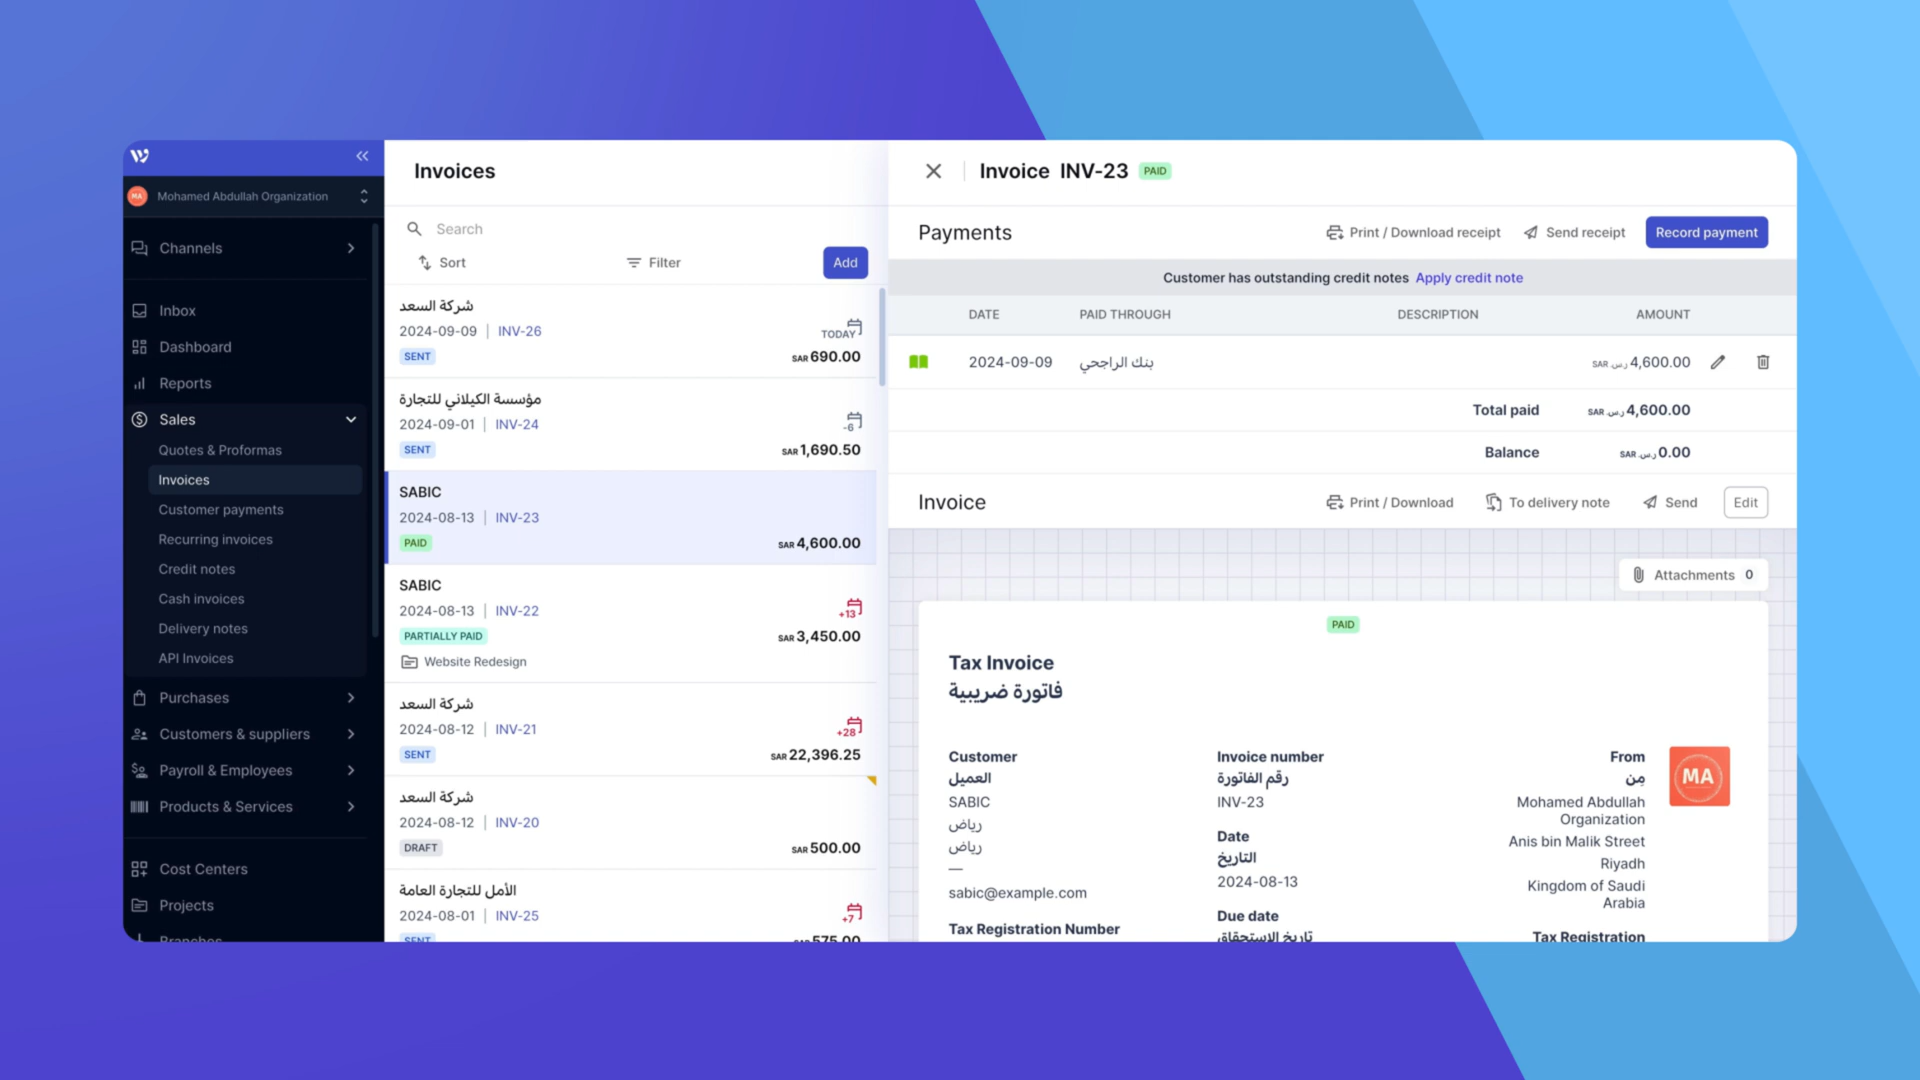 Mohamed Abdullah Organization
Channels
Inbox
Dashboard
Reports
Sales
Quotes & Proformas
Invoices
Customer payments
Recurring invoices
Credit notes
Cash invoices
Delivery notes
API Invoices
Purchases
Customers & suppliers
Payroll & Employees
Products & Services
Cost Centers
Projects
Branches
Invoices
Search
Sort
Filter
Add
شركة السعد
2024-09-09 | INV-26
TODAY
SENT
SAR 690.00
مؤسسة الكيلاني للتجارة
2024-09-01 | INV-24
-6
SENT
SAR 1,690.50
SABIC
2024-08-13 | INV-23
PAID
SAR 4,600.00
SABIC
2024-08-13 | INV-22
+13
PARTIALLY PAID
SAR 3,450.00
Website Redesign
شركة السعد
2024-08-12 | INV-21
+28
SENT
SAR 22,396.25
شركة السعد
2024-08-12 | INV-20
DRAFT
SAR 500.00
الأمل للتجارة العامة
2024-08-01 | INV-25
+7
SENT
SAR 575.00
Invoice INV-23 PAID
Payments
Print / Download receipt
Send receipt
Record payment
Customer has outstanding credit notes Apply credit note
DATE PAID THROUGH DESCRIPTION AMOUNT
2024-09-09 بنك الراجحي SAR ر.س. 4,600.00
Total paid SAR ر.س. 4,600.00
Balance SAR ر.س. 0.00
Invoice
Print / Download
To delivery note
Send
Edit
Attachments 0
PAID
Tax Invoice
فاتورة ضريبية
Customer
العميل
SABIC
رياض
رياض
—
sabic@example.com
Tax Registration Number
Invoice number
رقم الفاتورة
INV-23
Date
التاريخ
2024-08-13
Due date
تاريخ الإستحقاق
From
مِن
Mohamed Abdullah
Organization
Anis bin Malik Street
Riyadh
Kingdom of Saudi
Arabia
Tax Registration
MA